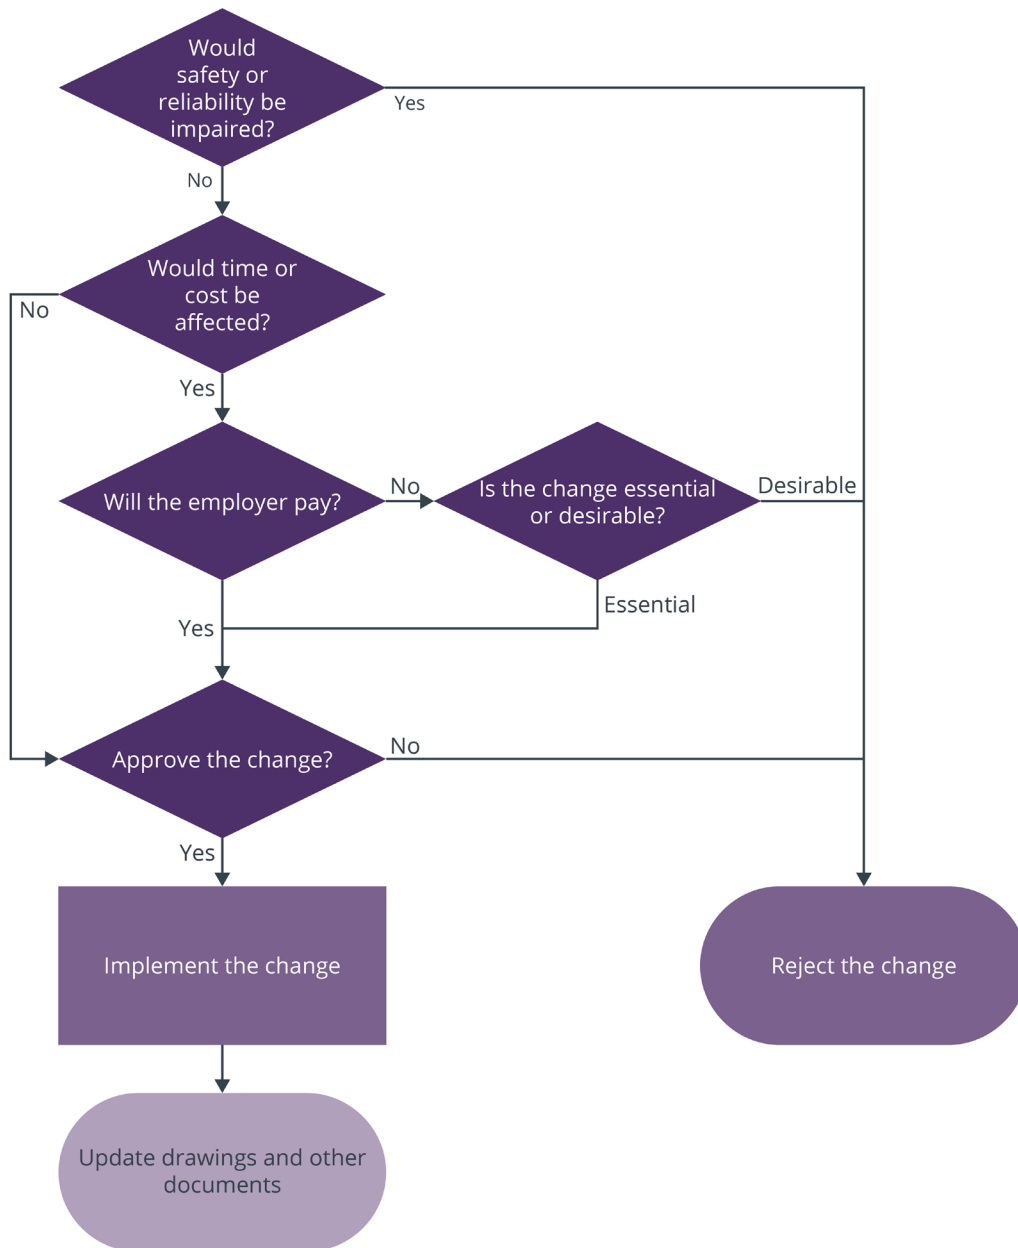 Would
safety or
reliability be
impaired?
Yes
No
Would time or
cost be
affected?
No
Yes
Will the employer pay?
No
Is the change essential
or desirable?
Desirable
Essential
Yes
Approve the change?
No
Yes
Implement the change
Reject the change
Update drawings and other
documents